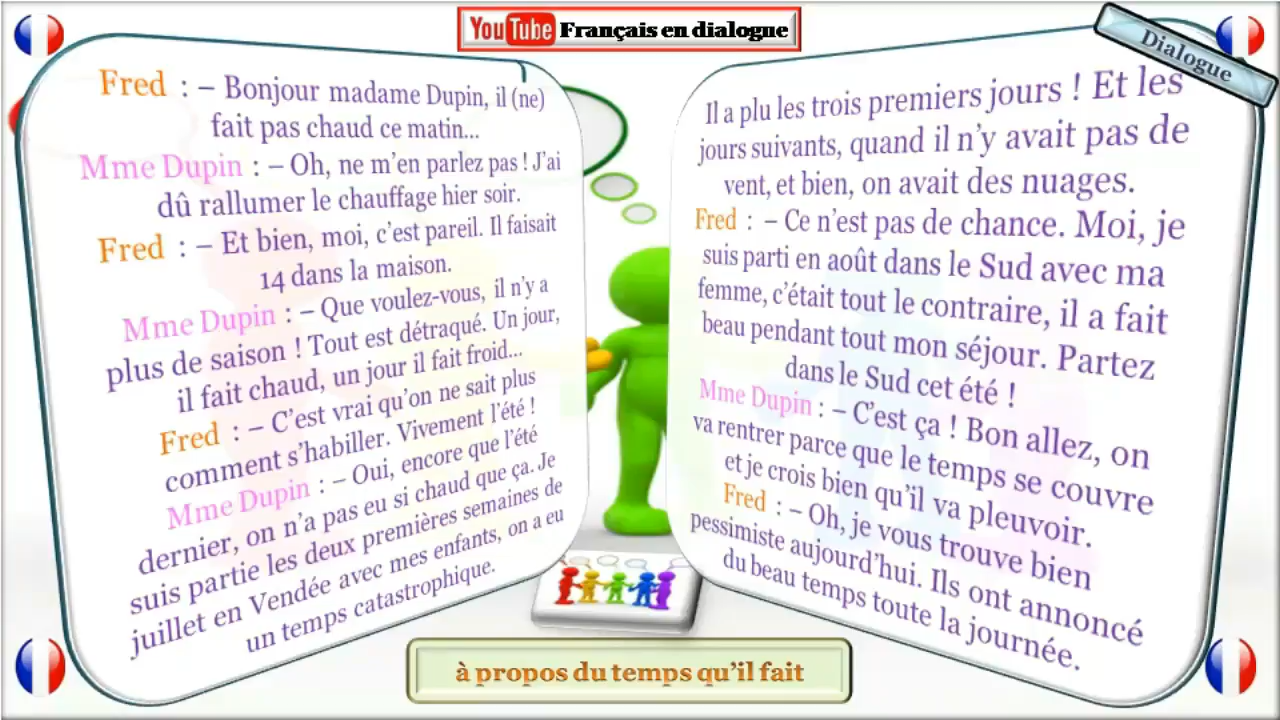 YouTube Français en dialogue
Dialogue
Fred : – Bonjour madame Dupin, il (ne)
fait pas chaud ce matin...
Mme Dupin : – Oh, ne m’en parlez pas ! J’ai
dû rallumer le chauffage hier soir.
Fred : – Et bien, moi, c’est pareil. Il faisait
14 dans la maison.
Mme Dupin : – Que voulez-vous, il n’y a
plus de saison ! Tout est détraqué. Un jour,
il fait chaud, un jour il fait froid...
Fred : – C’est vrai qu’on ne sait plus
comment s’habiller. Vivement l’été !
Mme Dupin : – Oui, encore que l’été
dernier, on n’a pas eu si chaud que ça. Je
suis partie les deux premières semaines de
juillet en Vendée avec mes enfants, on a eu
un temps catastrophique.
Il a plu les trois premiers jours ! Et les
jours suivants, quand il n’y avait pas de
vent, et bien, on avait des nuages.
Fred : – Ce n’est pas de chance. Moi, je
suis parti en août dans le Sud avec ma
femme, c’était tout le contraire, il a fait
beau pendant tout mon séjour. Partez
dans le Sud cet été !
Mme Dupin : – C’est ça ! Bon allez, on
va rentrer parce que le temps se couvre
et je crois bien qu’il va pleuvoir.
Fred : – Oh, je vous trouve bien
pessimiste aujourd’hui. Ils ont annoncé
du beau temps toute la journée.
à propos du temps qu’il fait